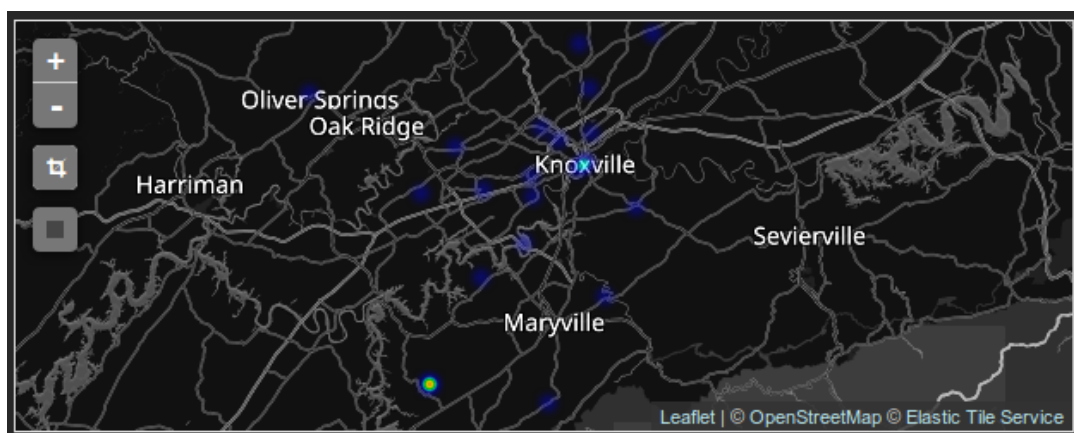 +
-
Oliver Springs
Oak Ridge
Knoxville
Harriman
Sevierville
Maryville
Leaflet | © OpenStreetMap © Elastic Tile Service